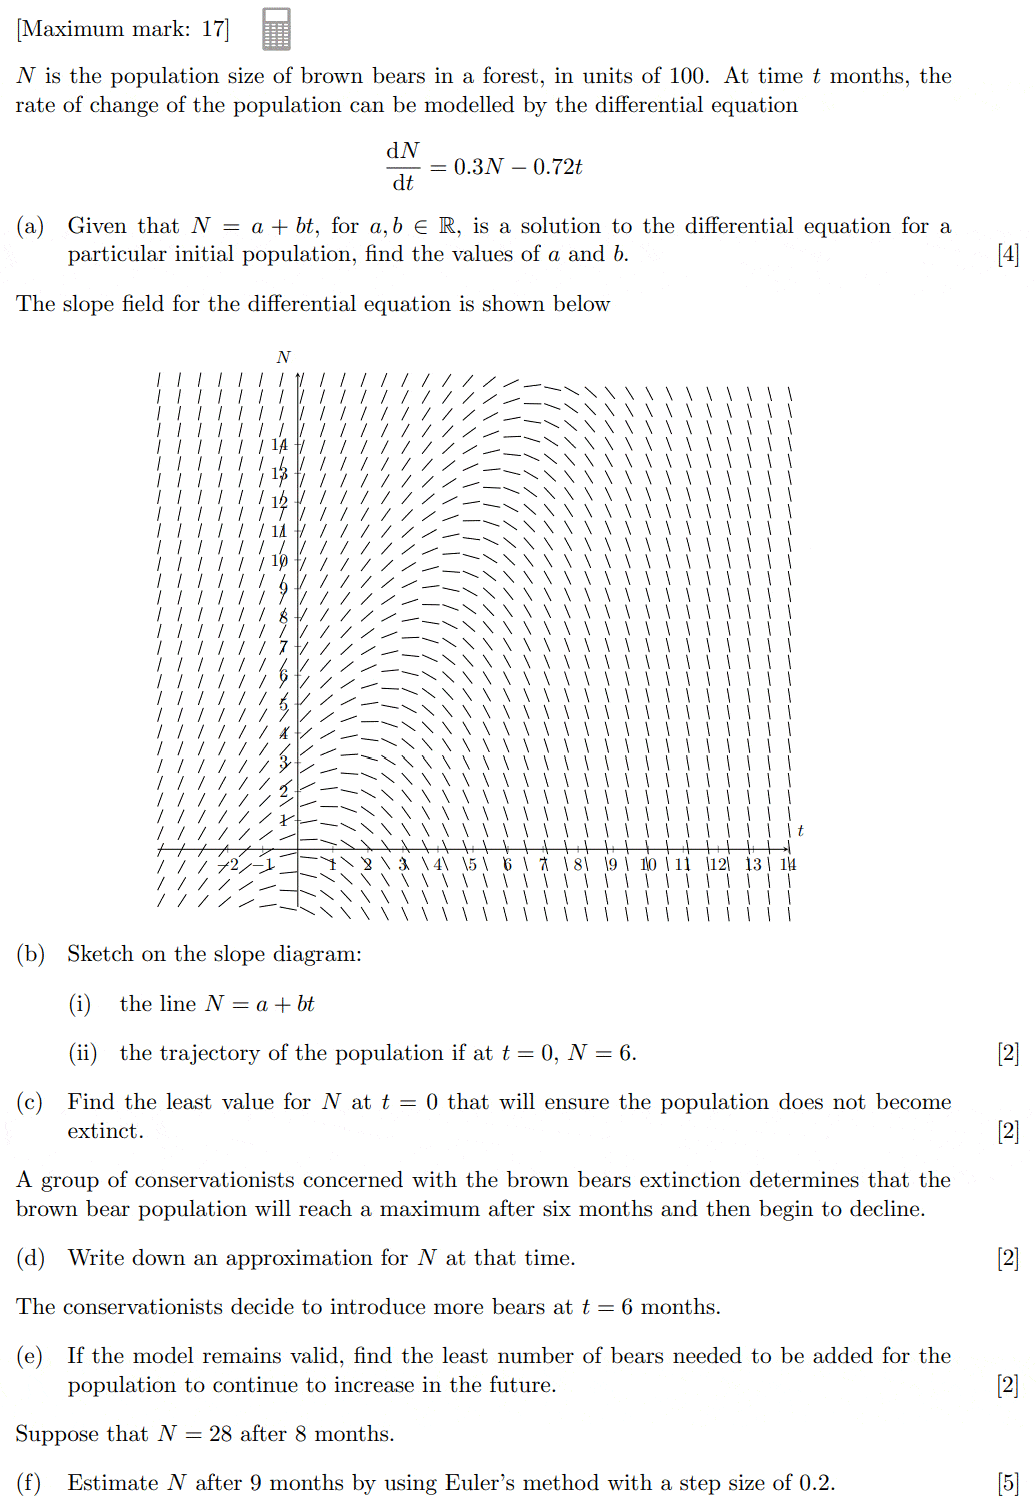 [Maximum mark: 17]
N is the population size of brown bears in a forest, in units of 100. At time t months, the
rate of change of the population can be modelled by the differential equation
dN/dt = 0.3N − 0.72t
(a) Given that N = a + bt, for a, b ∈ ℝ, is a solution to the differential equation for a
particular initial population, find the values of a and b. [4]
The slope field for the differential equation is shown below
N
14
13
12
11
10
9
8
7
6
5
4
3
2
1
t
−2 −1 1 2 3 4 5 6 7 8 9 10 11 12 13 14
(b) Sketch on the slope diagram:
(i) the line N = a + bt
(ii) the trajectory of the population if at t = 0, N = 6. [2]
(c) Find the least value for N at t = 0 that will ensure the population does not become
extinct. [2]
A group of conservationists concerned with the brown bears extinction determines that the
brown bear population will reach a maximum after six months and then begin to decline.
(d) Write down an approximation for N at that time. [2]
The conservationists decide to introduce more bears at t = 6 months.
(e) If the model remains valid, find the least number of bears needed to be added for the
population to continue to increase in the future. [2]
Suppose that N = 28 after 8 months.
(f) Estimate N after 9 months by using Euler's method with a step size of 0.2. [5]